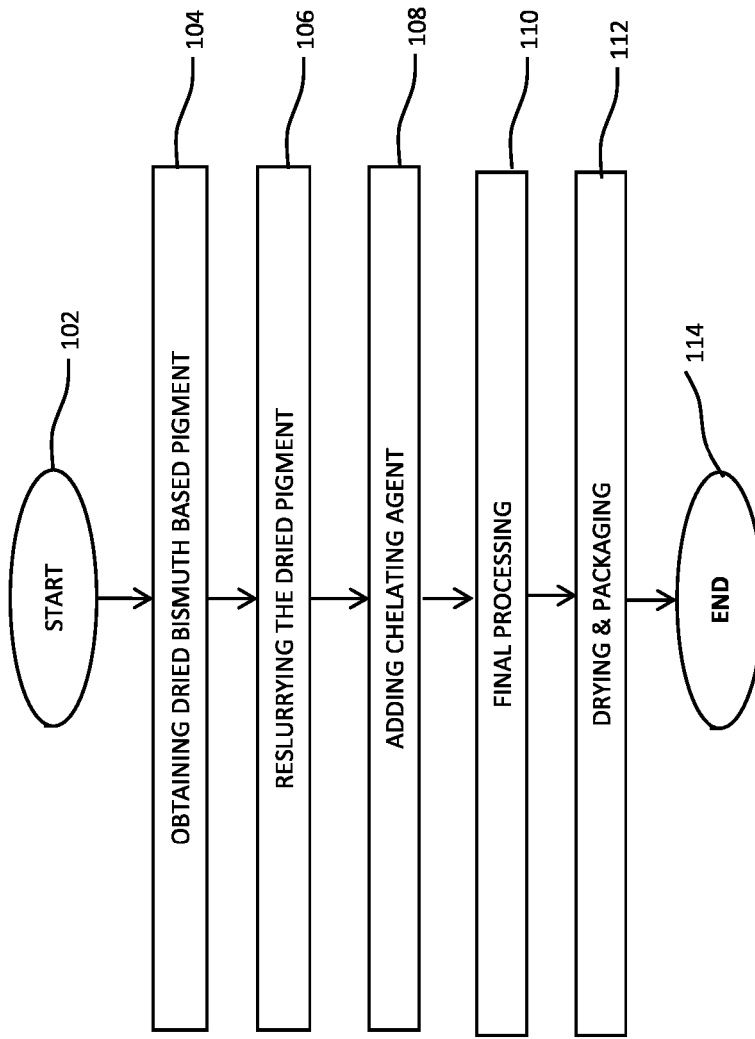 START
102
OBTAINING DRIED BISMUTH BASED PIGMENT
104
RESLURRYING THE DRIED PIGMENT
106
ADDING CHELATING AGENT
108
FINAL PROCESSING
110
DRYING & PACKAGING
112
END
114